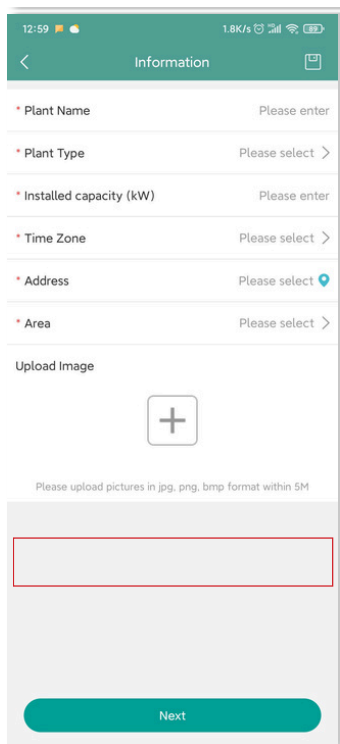 12:59 1.8K/s
Information
* Plant Name Please enter
* Plant Type Please select
* Installed capacity (kW) Please enter
* Time Zone Please select
* Address Please select
* Area Please select
Upload Image
Please upload pictures in jpg, png, bmp format within 5M
Next